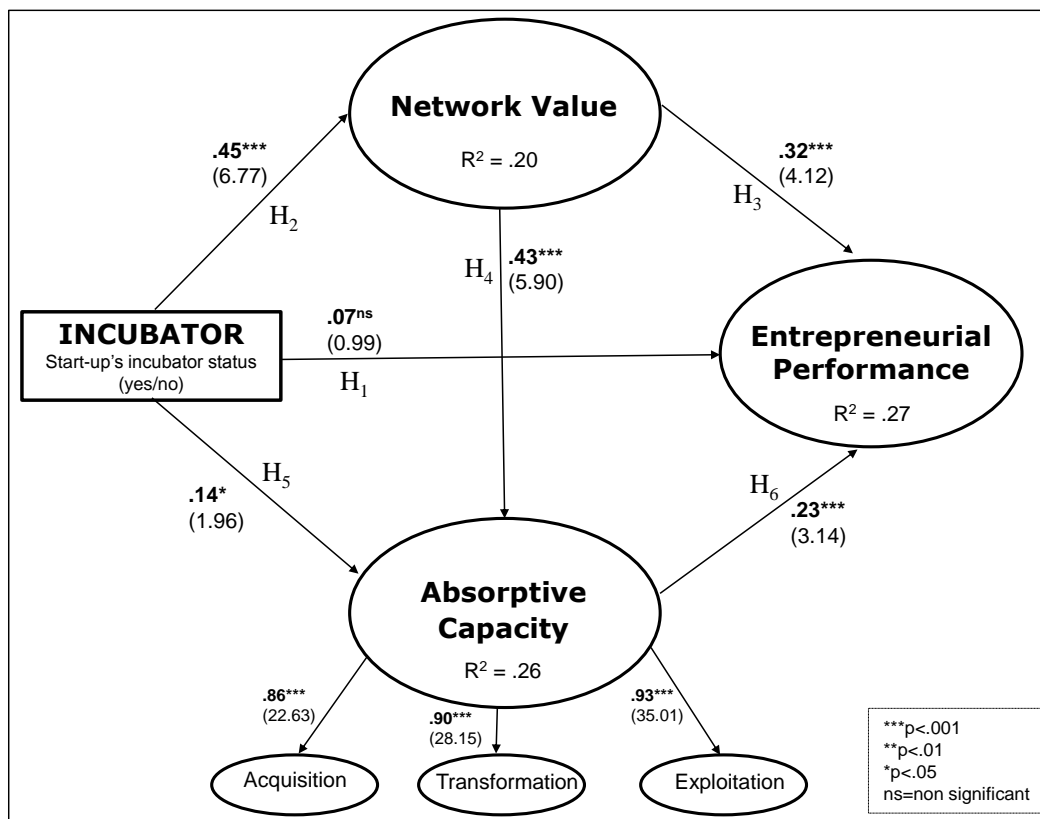 Network Value
R² = .20
.45***
(6.77)
H₂
.32***
(4.12)
H₃
H₄
.43***
(5.90)
INCUBATOR
Start-up's incubator status
(yes/no)
.07ⁿˢ
(0.99)
H₁
Entrepreneurial
Performance
R² = .27
H₅
.14*
(1.96)
H₆
.23***
(3.14)
Absorptive
Capacity
R² = .26
.86***
(22.63)
.90***
(28.15)
.93***
(35.01)
Acquisition
Transformation
Exploitation
***p<.001
**p<.01
*p<.05
ns=non significant